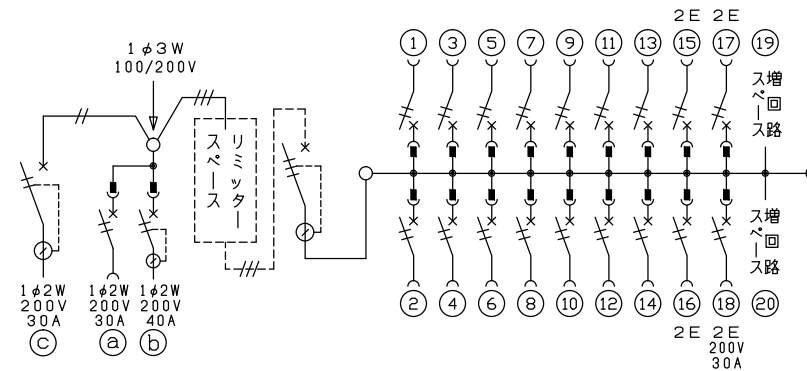 2E 2E
① ③ ⑤ ⑦ ⑨ ⑪ ⑬ ⑮ ⑰ ⑲
1φ3W
100/200V
リミッター
スペース
増回路
スペース
増回路
スペース
1φ2W
200V
30A
ⓒ
1φ2W
200V
30A
ⓐ
1φ2W
200V
40A
ⓑ
② ④ ⑥ ⑧ ⑩ ⑫ ⑭ ⑯ ⑱ ⑳
2E 2E
200V
30A